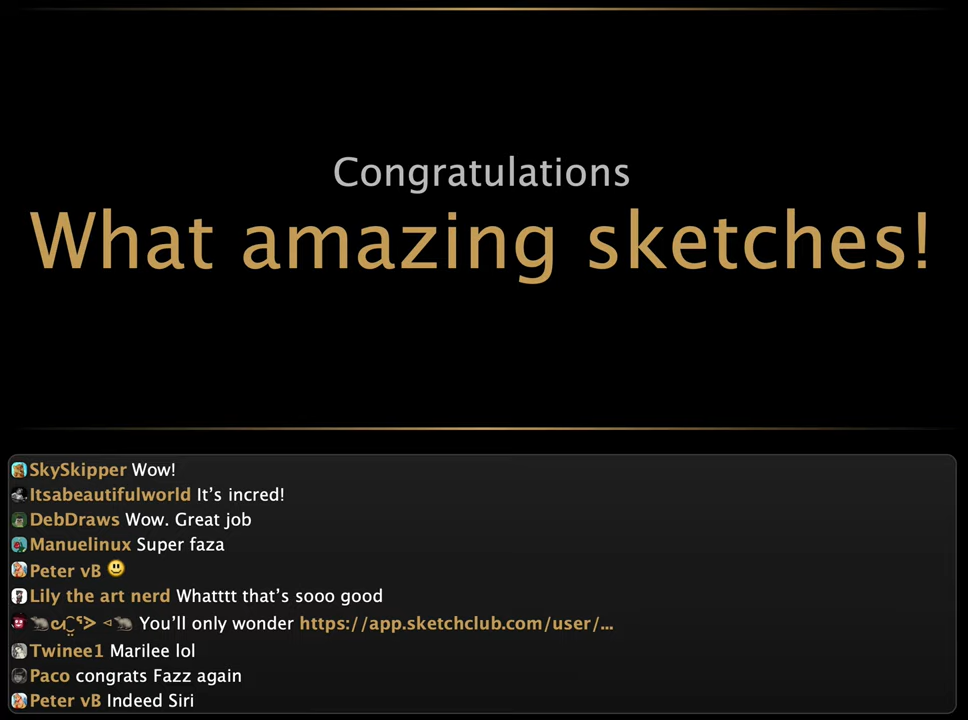 Congratulations
What amazing sketches!
SkySkipper Wow!
Itsabeautifulworld It’s incred!
DebDraws Wow. Great job
Manuelinux Super faza
Peter vB 😃
Lily the art nerd Whatttt that’s sooo good
You’ll only wonder https://app.sketchclub.com/user/...
Twinee1 Marilee lol
Paco congrats Fazz again
Peter vB Indeed Siri